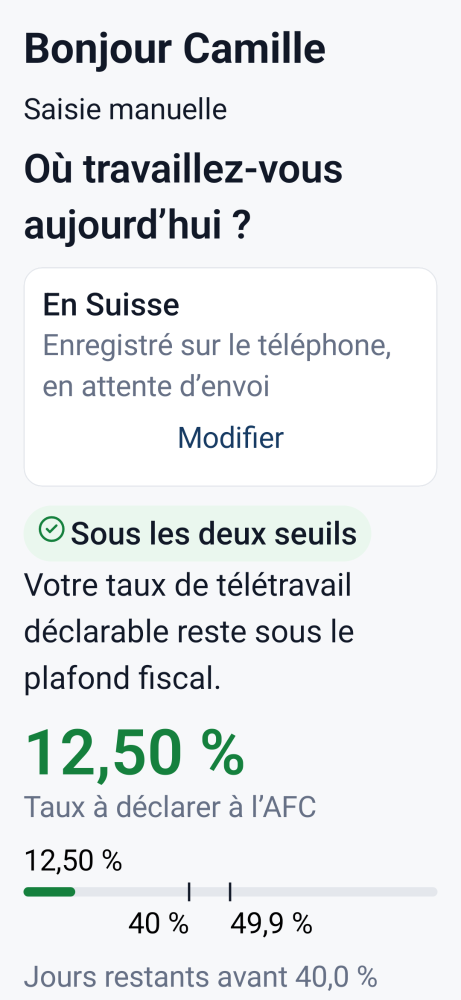 Bonjour Camille
Saisie manuelle
Où travaillez-vous
aujourd’hui ?
En Suisse
Enregistré sur le téléphone,
en attente d’envoi
Modifier
Sous les deux seuils
Votre taux de télétravail
déclarable reste sous le
plafond fiscal.
12,50 %
Taux à déclarer à l’AFC
12,50 %
40 % 49,9 %
Jours restants avant 40,0 %